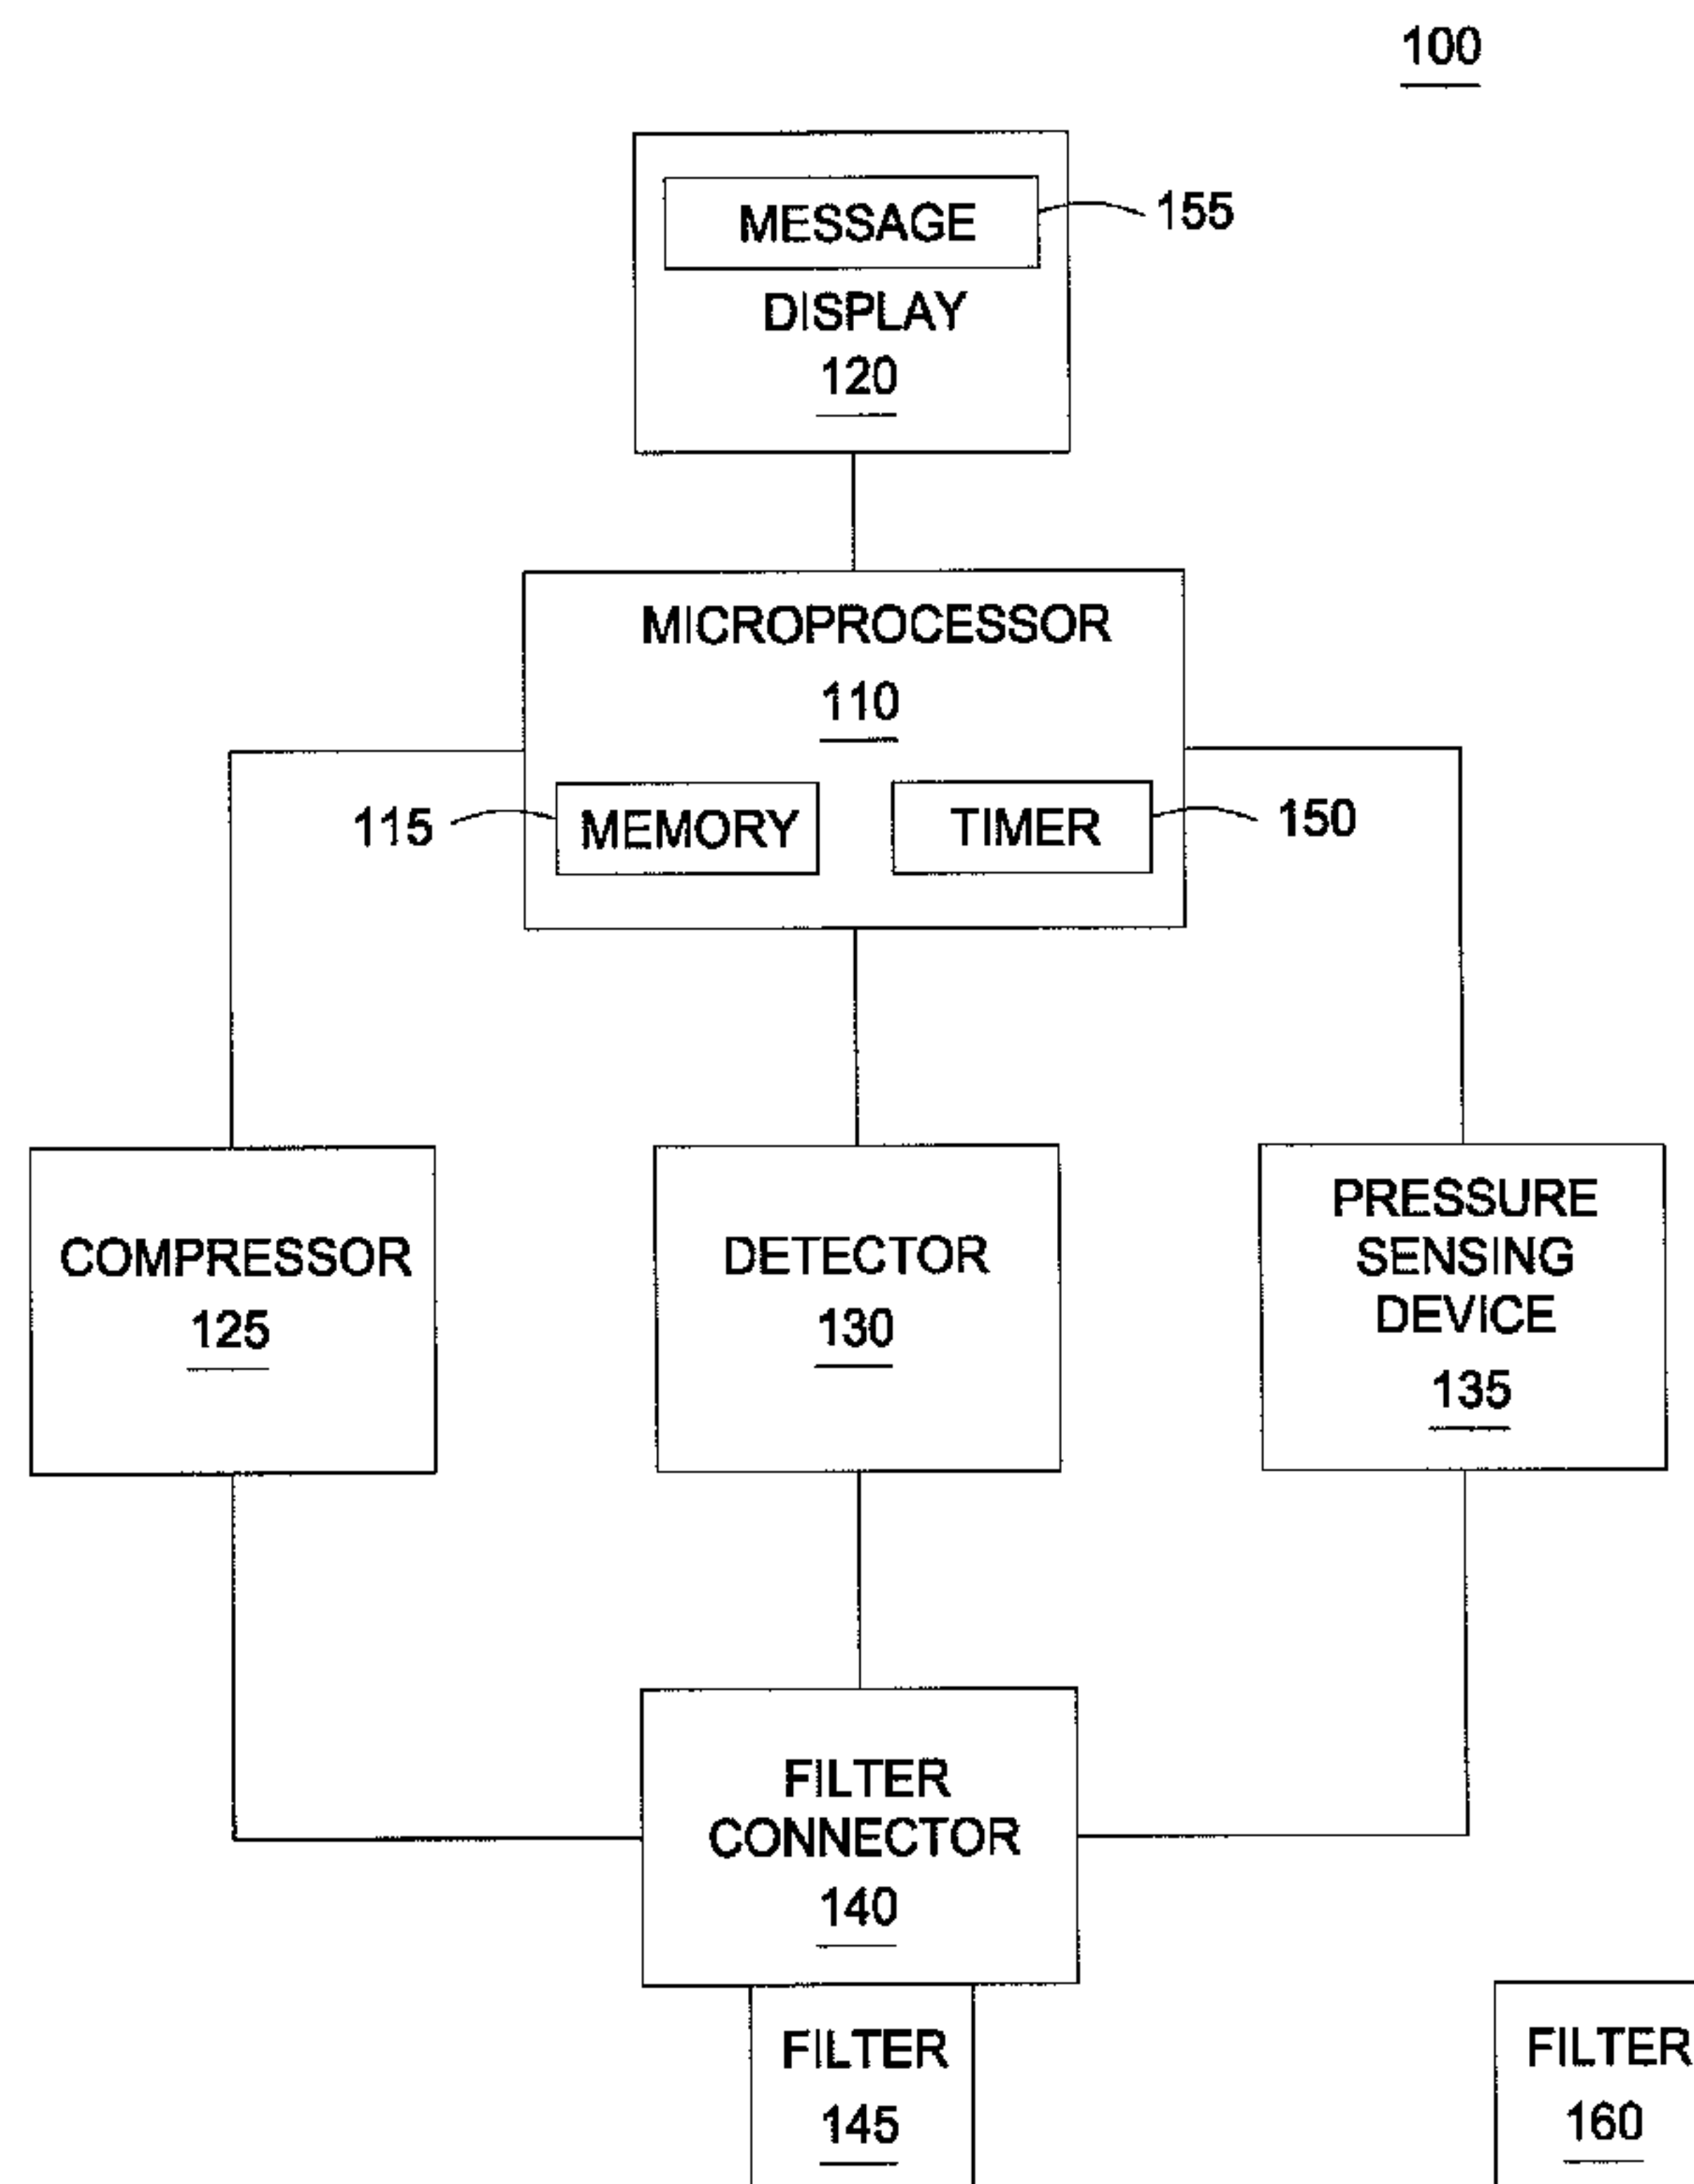 100
MESSAGE
155
DISPLAY
120
MICROPROCESSOR
110
115
MEMORY
TIMER
150
COMPRESSOR
125
DETECTOR
130
PRESSURE
SENSING
DEVICE
135
FILTER
CONNECTOR
140
FILTER
145
FILTER
160